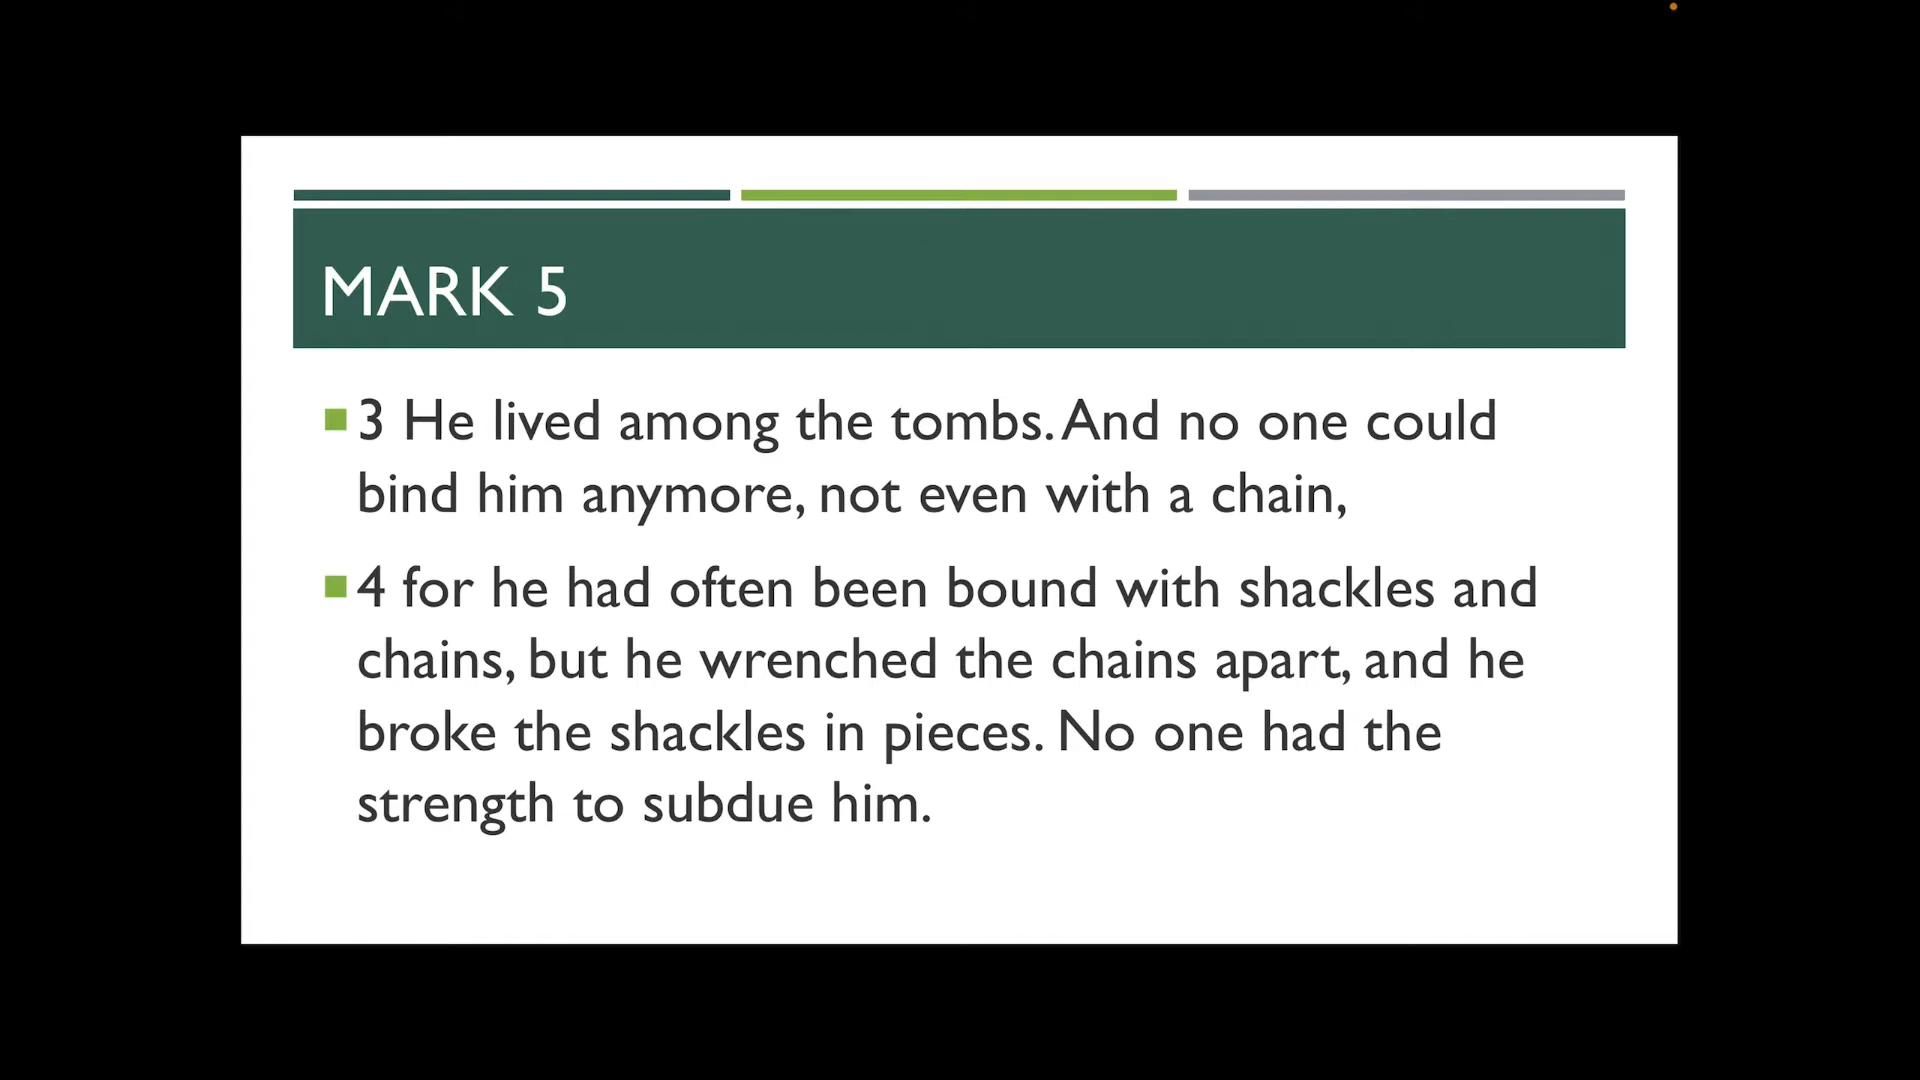 MARK 5
3 He lived among the tombs. And no one could
bind him anymore, not even with a chain,
4 for he had often been bound with shackles and
chains, but he wrenched the chains apart, and he
broke the shackles in pieces. No one had the
strength to subdue him.